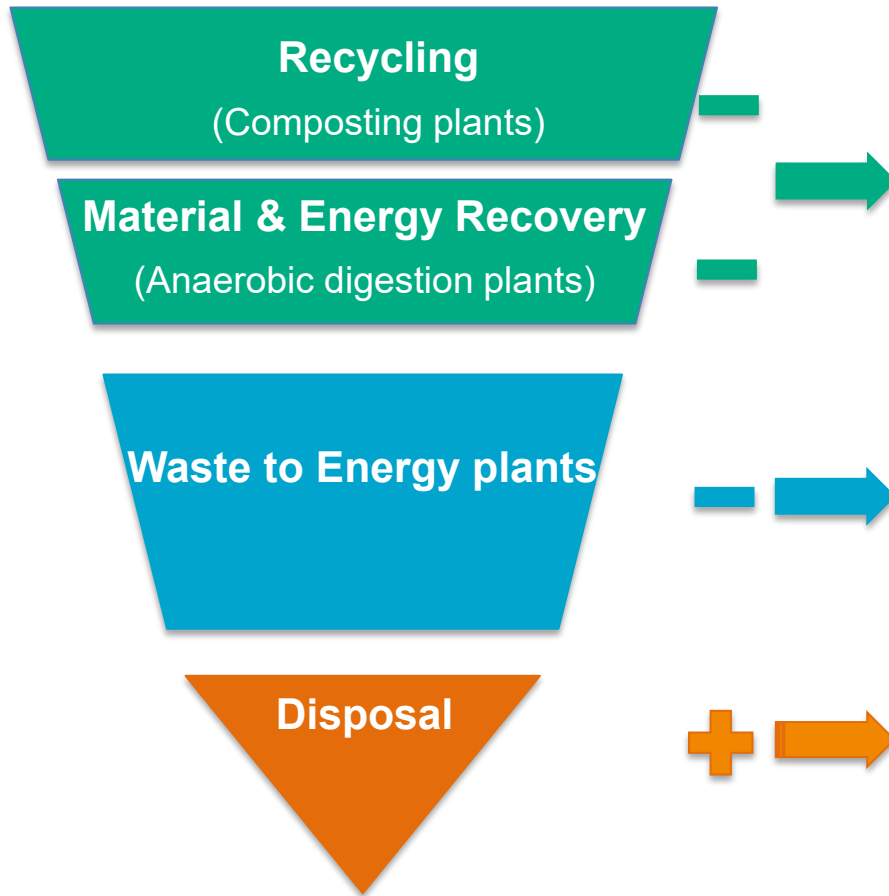 Recycling
(Composting plants)
Material & Energy Recovery
(Anaerobic digestion plants)
Waste to Energy plants
Disposal